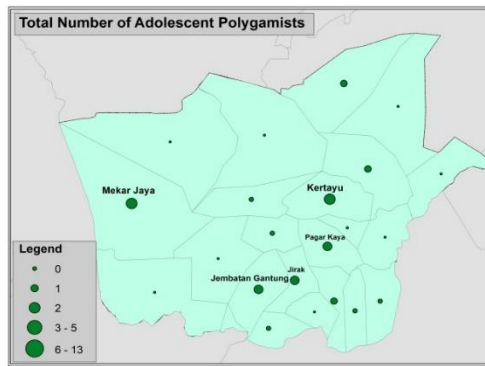 Total Number of Adolescent Polygamists
Mekar Jaya
Kertayu
Pagar Kaya
Jirak
Jembatan Gantung
Legend
0
1
2
3 - 5
6 - 13